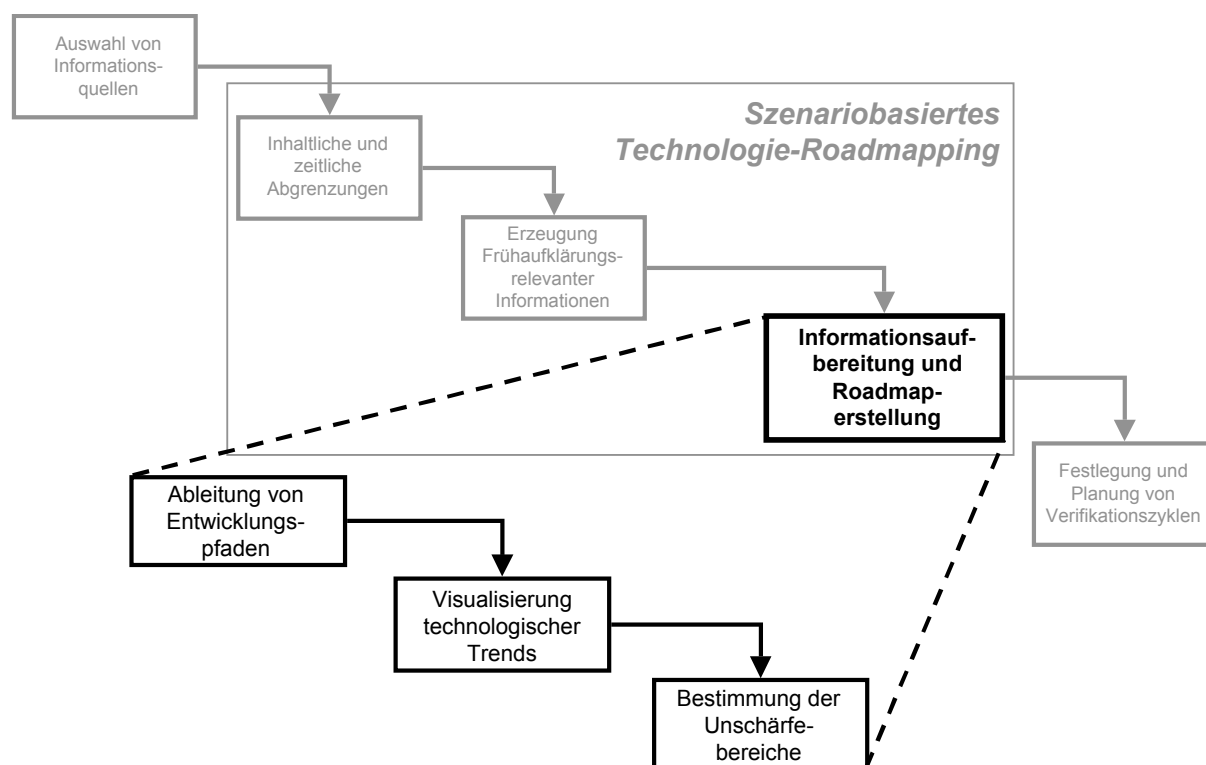 Auswahl von
Informations-
quellen
Szenariobasiertes
Technologie-Roadmapping
Inhaltliche und
zeitliche
Abgrenzungen
Erzeugung
Frühaufklärungs-
relevanter
Informationen
Informationsauf-
bereitung und
Roadmap-
erstellung
Festlegung und
Planung von
Verifikationszyklen
Ableitung von
Entwicklungs-
pfaden
Visualisierung
technologischer
Trends
Bestimmung der
Unschärfe-
bereiche